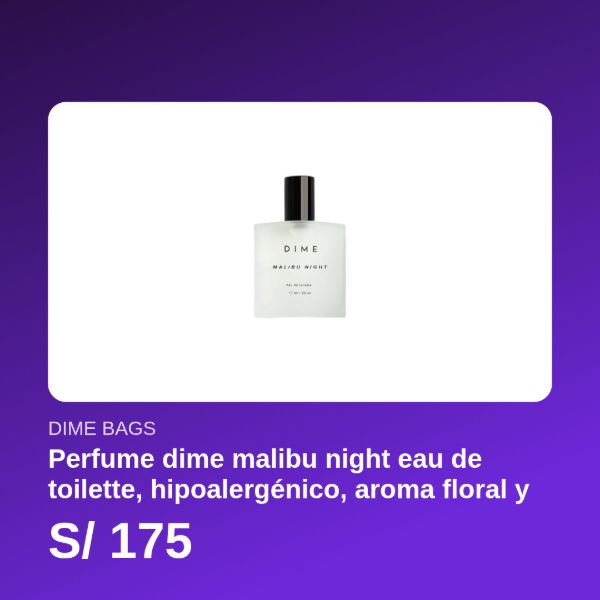 DIME
MALIBU NIGHT
DIME BAGS
Perfume dime malibu night eau de
toilette, hipoalergénico, aroma floral y
S/ 175